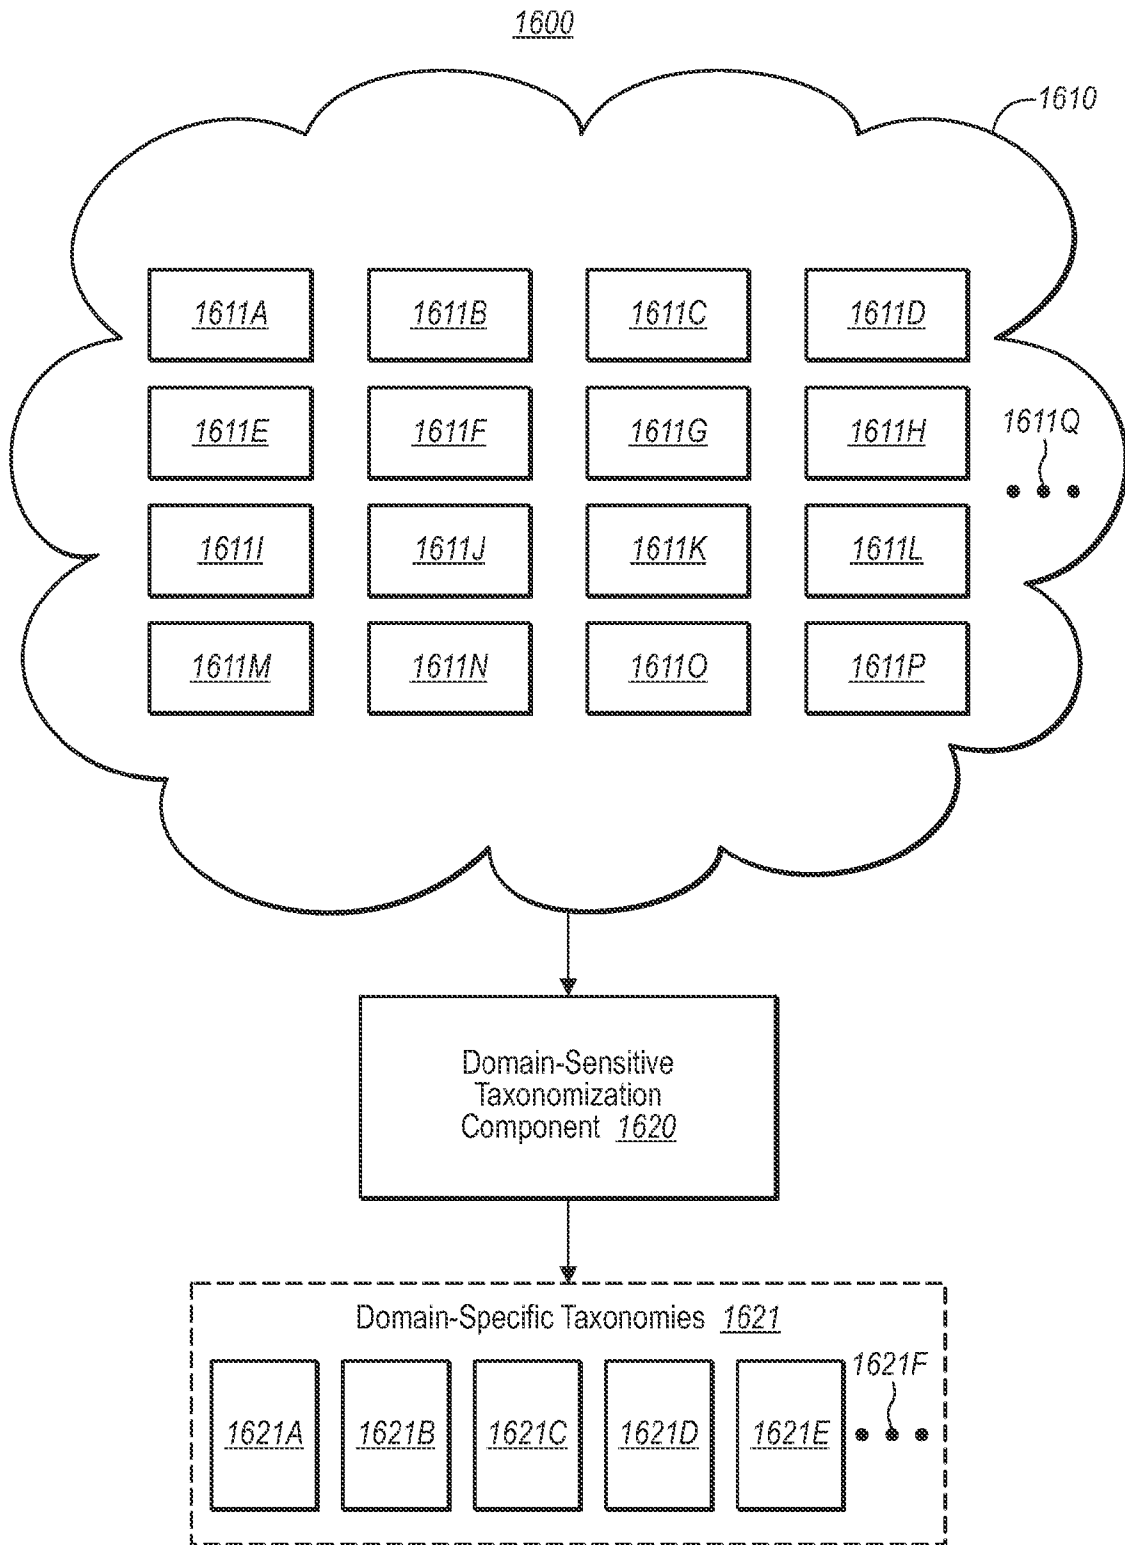 1600
1610
1611A 1611B 1611C 1611D
1611E 1611F 1611G 1611H
1611Q
1611I 1611J 1611K 1611L
1611M 1611N 1611O 1611P
Domain-Sensitive
Taxonomization
Component 1620
Domain-Specific Taxonomies 1621
1621F
1621A 1621B 1621C 1621D 1621E